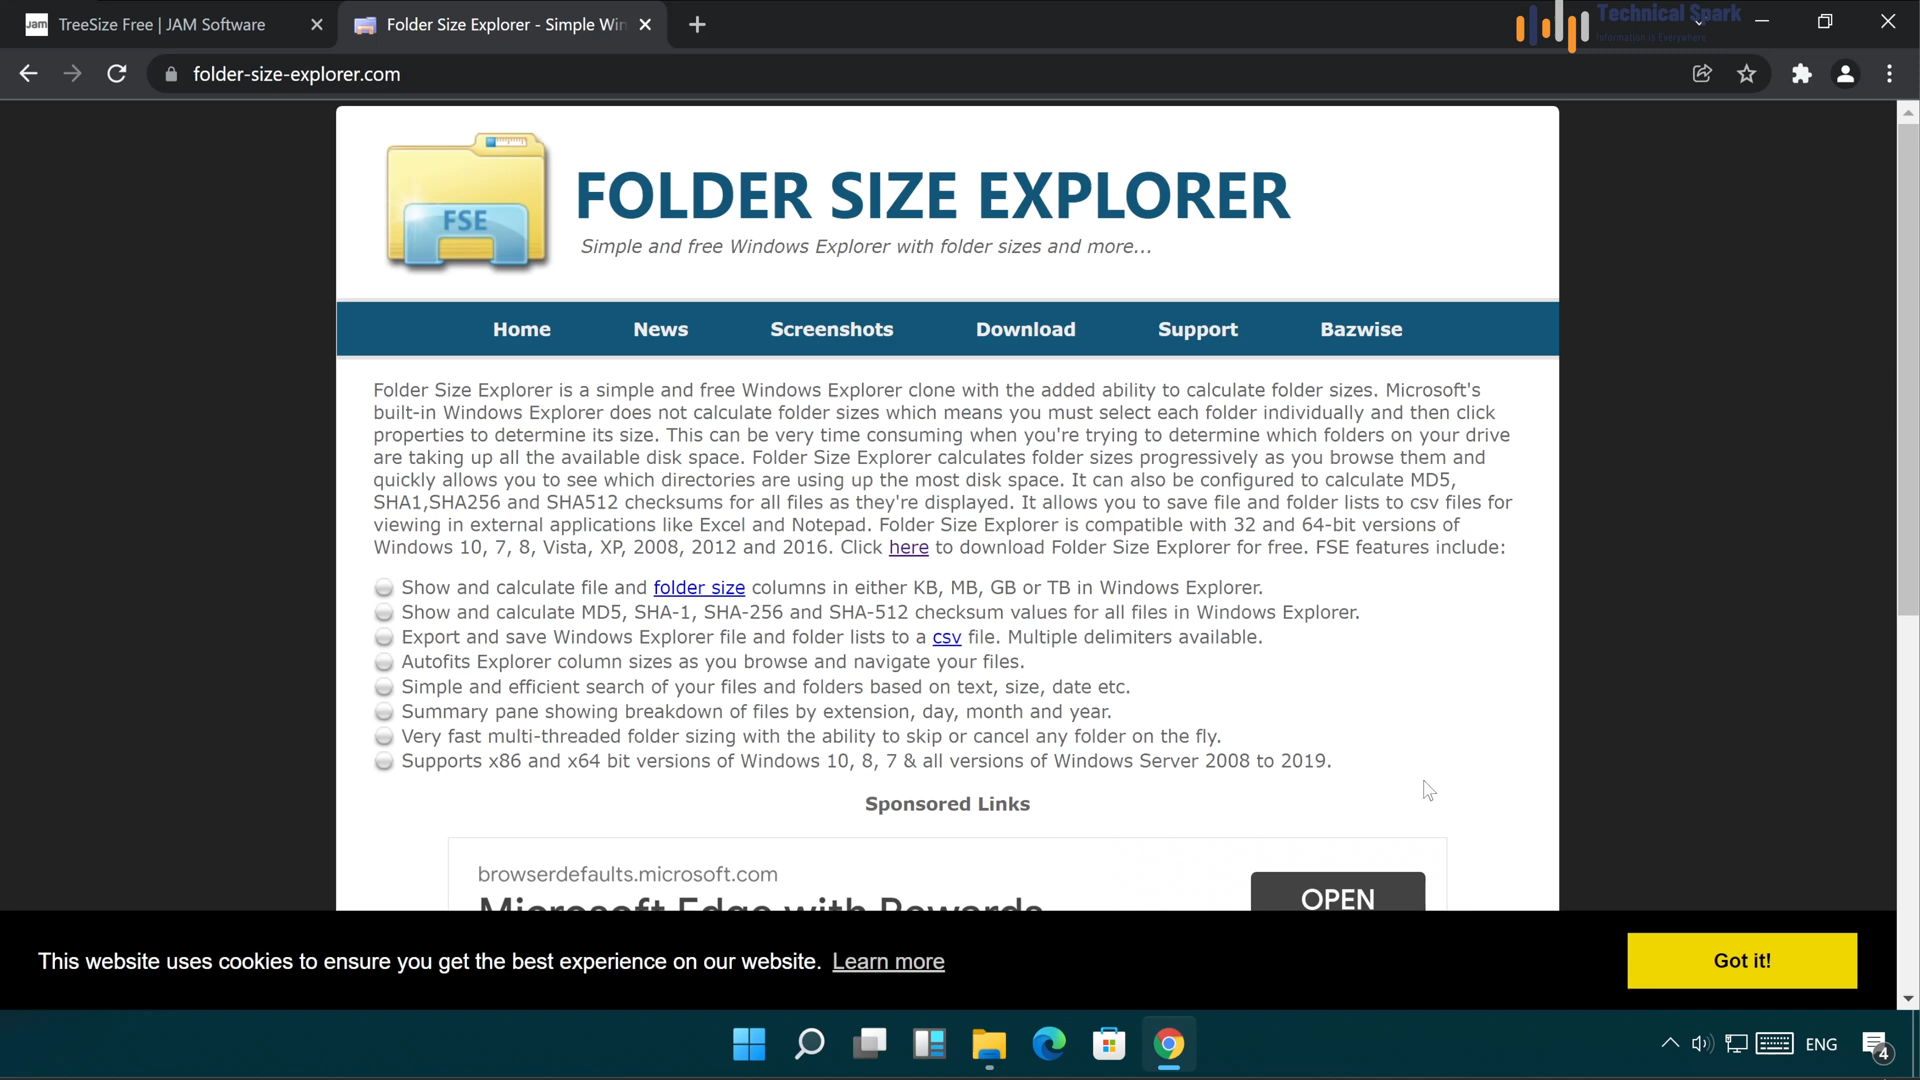 TreeSize Free | JAM Software
Folder Size Explorer - Simple Win
Technical Spark
Information is Everywhere
folder-size-explorer.com
FSE
FOLDER SIZE EXPLORER
Simple and free Windows Explorer with folder sizes and more...
Home News Screenshots Download Support Bazwise
Folder Size Explorer is a simple and free Windows Explorer clone with the added ability to calculate folder sizes. Microsoft's
built-in Windows Explorer does not calculate folder sizes which means you must select each folder individually and then click
properties to determine its size. This can be very time consuming when you're trying to determine which folders on your drive
are taking up all the available disk space. Folder Size Explorer calculates folder sizes progressively as you browse them and
quickly allows you to see which directories are using up the most disk space. It can also be configured to calculate MD5,
SHA1,SHA256 and SHA512 checksums for all files as they're displayed. It allows you to save file and folder lists to csv files for
viewing in external applications like Excel and Notepad. Folder Size Explorer is compatible with 32 and 64-bit versions of
Windows 10, 7, 8, Vista, XP, 2008, 2012 and 2016. Click here to download Folder Size Explorer for free. FSE features include:
Show and calculate file and folder size columns in either KB, MB, GB or TB in Windows Explorer.
Show and calculate MD5, SHA-1, SHA-256 and SHA-512 checksum values for all files in Windows Explorer.
Export and save Windows Explorer file and folder lists to a csv file. Multiple delimiters available.
Autofits Explorer column sizes as you browse and navigate your files.
Simple and efficient search of your files and folders based on text, size, date etc.
Summary pane showing breakdown of files by extension, day, month and year.
Very fast multi-threaded folder sizing with the ability to skip or cancel any folder on the fly.
Supports x86 and x64 bit versions of Windows 10, 8, 7 & all versions of Windows Server 2008 to 2019.
Sponsored Links
browserdefaults.microsoft.com
Microsoft Edge with Rewards
OPEN
This website uses cookies to ensure you get the best experience on our website. Learn more
Got it!
ENG
4